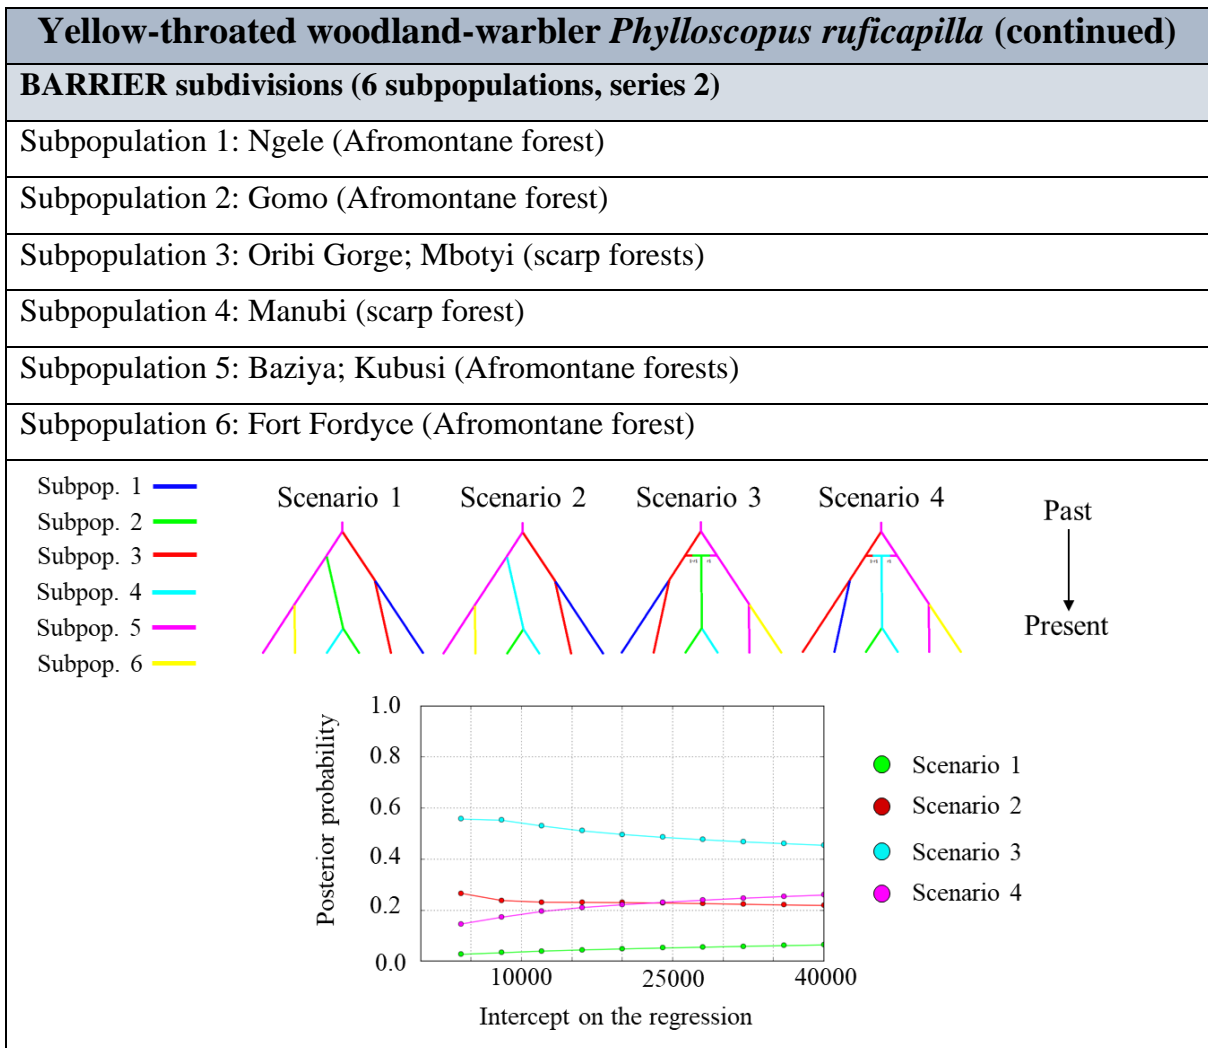 Yellow-throated woodland-warbler Phylloscopus ruficapilla (continued)
BARRIER subdivisions (6 subpopulations, series 2)
Subpopulation 1: Ngele (Afromontane forest)
Subpopulation 2: Gomo (Afromontane forest)
Subpopulation 3: Oribi Gorge; Mbotyi (scarp forests)
Subpopulation 4: Manubi (scarp forest)
Subpopulation 5: Baziya; Kubusi (Afromontane forests)
Subpopulation 6: Fort Fordyce (Afromontane forest)
Subpop. 1
Subpop. 2
Subpop. 3
Subpop. 4
Subpop. 5
Subpop. 6
Scenario 1
Scenario 2
Scenario 3
Scenario 4
Past
Present
Posterior probability
1.0
0.8
0.6
0.4
0.2
0.0
10000
25000
40000
Intercept on the regression
Scenario 1
Scenario 2
Scenario 3
Scenario 4